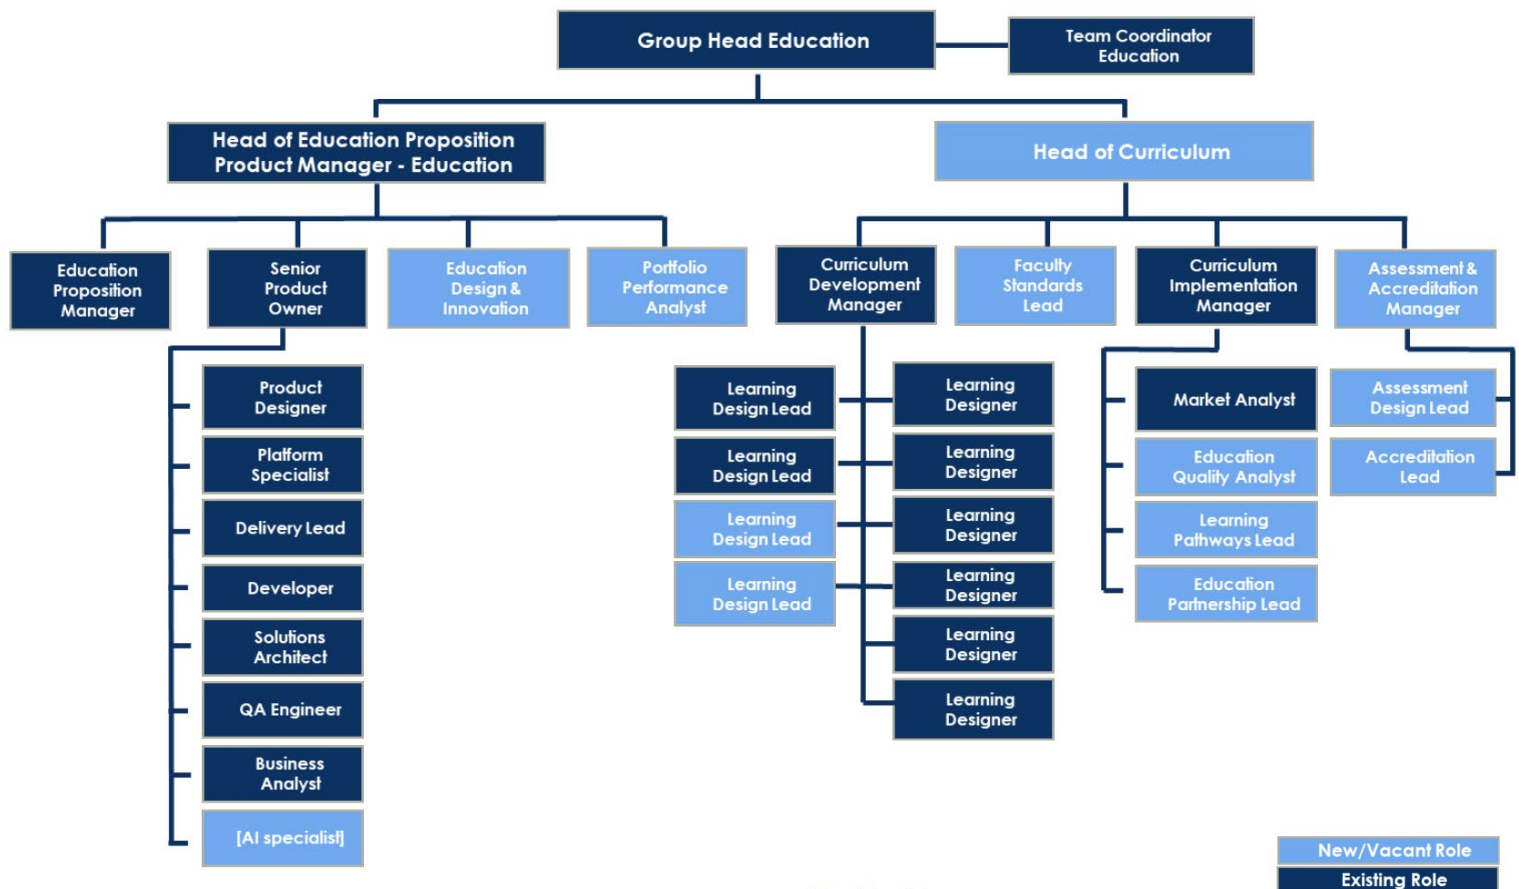 Group Head Education
Team Coordinator
Education
Head of Education Proposition
Product Manager - Education
Head of Curriculum
Education
Proposition
Manager
Senior
Product
Owner
Education
Design &
Innovation
Portfolio
Performance
Analyst
Curriculum
Development
Manager
Faculty
Standards
Lead
Curriculum
Implementation
Manager
Assessment &
Accreditation
Manager
Product
Designer
Platform
Specialist
Delivery Lead
Developer
Solutions
Architect
QA Engineer
Business
Analyst
[AI specialist]
Learning
Design Lead
Learning
Design Lead
Learning
Design Lead
Learning
Design Lead
Learning
Designer
Learning
Designer
Learning
Designer
Learning
Designer
Learning
Designer
Learning
Designer
Market Analyst
Education
Quality Analyst
Learning
Pathways Lead
Education
Partnership Lead
Assessment
Design Lead
Accreditation
Lead
New/Vacant Role
Existing Role